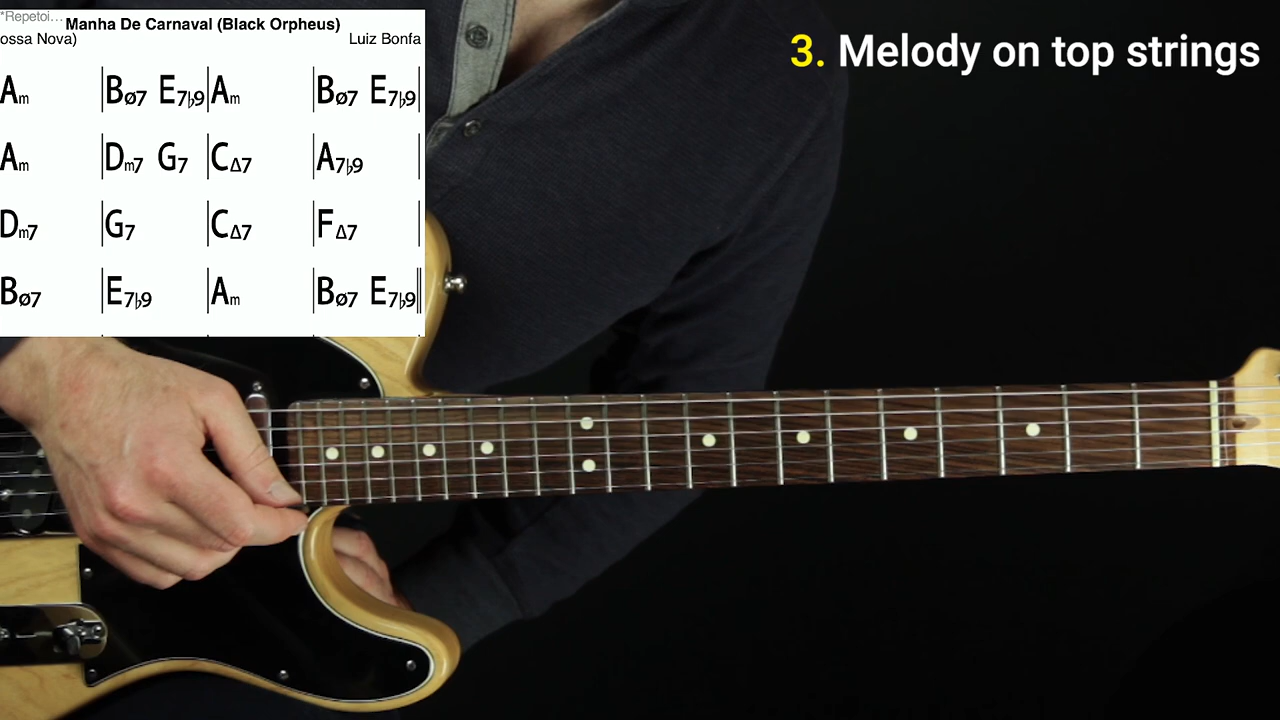 *Repetoi...
Manha De Carnaval (Black Orpheus)
ossa Nova) Luiz Bonfa
3. Melody on top strings
Am | Bø7 E7♭9 | Am | Bø7 E7♭9 |
Am | Dm7 G7 | CΔ7 | A7♭9 |
Dm7 | G7 | CΔ7 | FΔ7 |
Bø7 | E7♭9 | Am | Bø7 E7♭9 ||